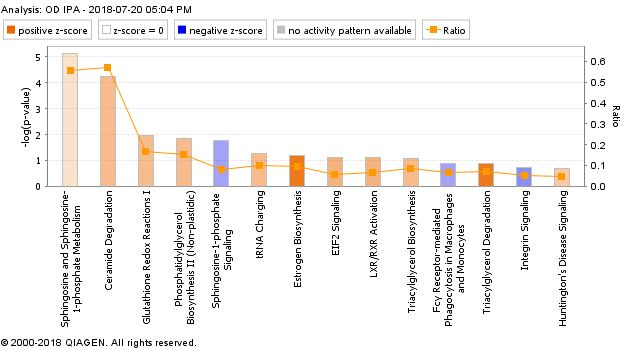 Analysis: OD IPA - 2018-07-20 05:04 PM
positive z-score
z-score = 0
negative z-score
no activity pattern available
Ratio
-log(p-value)
5
4
3
2
1
0
0.6
0.5
0.4
0.3
0.2
0.1
0.0
Ratio
Sphingosine and Sphingosine-
1-phosphate Metabolism
Ceramide Degradation
Glutathione Redox Reactions I
Phosphatidylglycerol
Biosynthesis II (Non-plastidic)
Sphingosine-1-phosphate
Signaling
tRNA Charging
Estrogen Biosynthesis
EIF2 Signaling
LXR/RXR Activation
Triacylglycerol Biosynthesis
Fcγ Receptor-mediated
Phagocytosis in Macrophages
and Monocytes
Triacylglycerol Degradation
Integrin Signaling
Huntington's Disease Signaling
© 2000-2018 QIAGEN. All rights reserved.